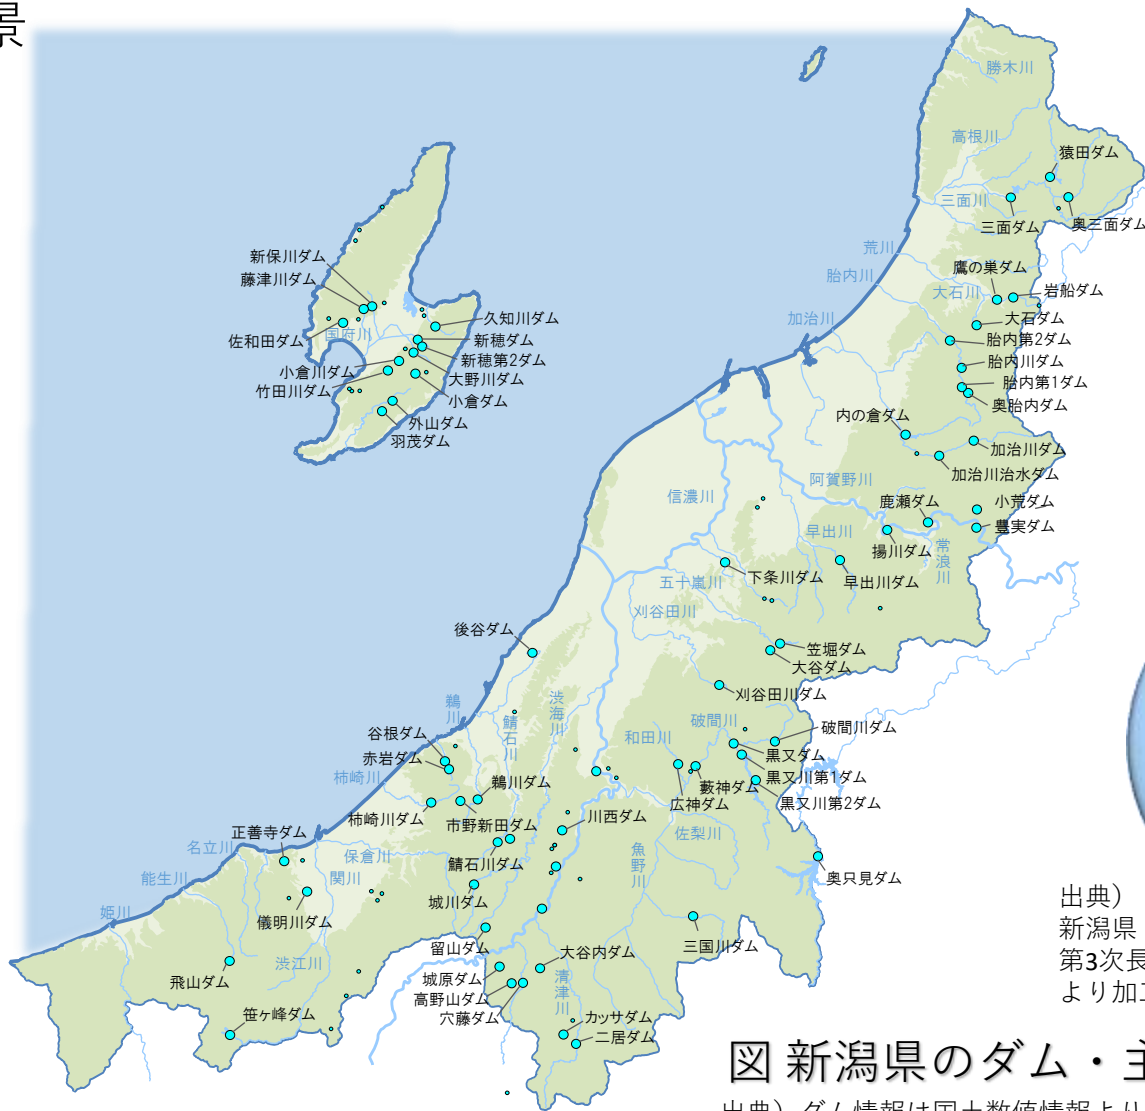 景
勝木川
高根川
猿田ダム
三面川
三面ダム
奥三面ダム
荒川
新保川ダム
鷹の巣ダム
胎内川
藤津川ダム
大石川
岩船ダム
加治川
久知川ダム
大石ダム
国府川
佐和田ダム
新穂ダム
胎内第2ダム
新穂第2ダム
胎内川ダム
小倉川ダム
大野川ダム
胎内第1ダム
竹田川ダム
小倉ダム
奥胎内ダム
外山ダム
内の倉ダム
羽茂ダム
加治川ダム
加治川治水ダム
阿賀野川
信濃川
鹿瀬ダム
小荒ダム
豊実ダム
早出川
揚川ダム
常浪川
下条川ダム
五十嵐川
早出川ダム
刈谷田川
後谷ダム
笠堀ダム
大谷ダム
刈谷田川ダム
渋海川
鵜川
鯖石川
破間川
破間川ダム
谷根ダム
和田川
赤岩ダム
黒又ダム
柿崎川
黒又川第1ダム
鵜川ダム
藪神ダム
広神ダム
黒又川第2ダム
柿崎川ダム
市野新田ダム
川西ダム
正善寺ダム
佐梨川
名立川
保倉川
鯖石川ダム
魚野川
能生川
関川
奥只見ダム
城川ダム
姫川
儀明川ダム
留山ダム
三国川ダム
大谷内ダム
渋江川
城原ダム
飛山ダム
清津川
高野山ダム
穴藤ダム
笹ヶ峰ダム
カッサダム
二居ダム
出典）
新潟県
第3次長
より加工
図 新潟県のダム・主
出典）ダム情報は国土数値情報より